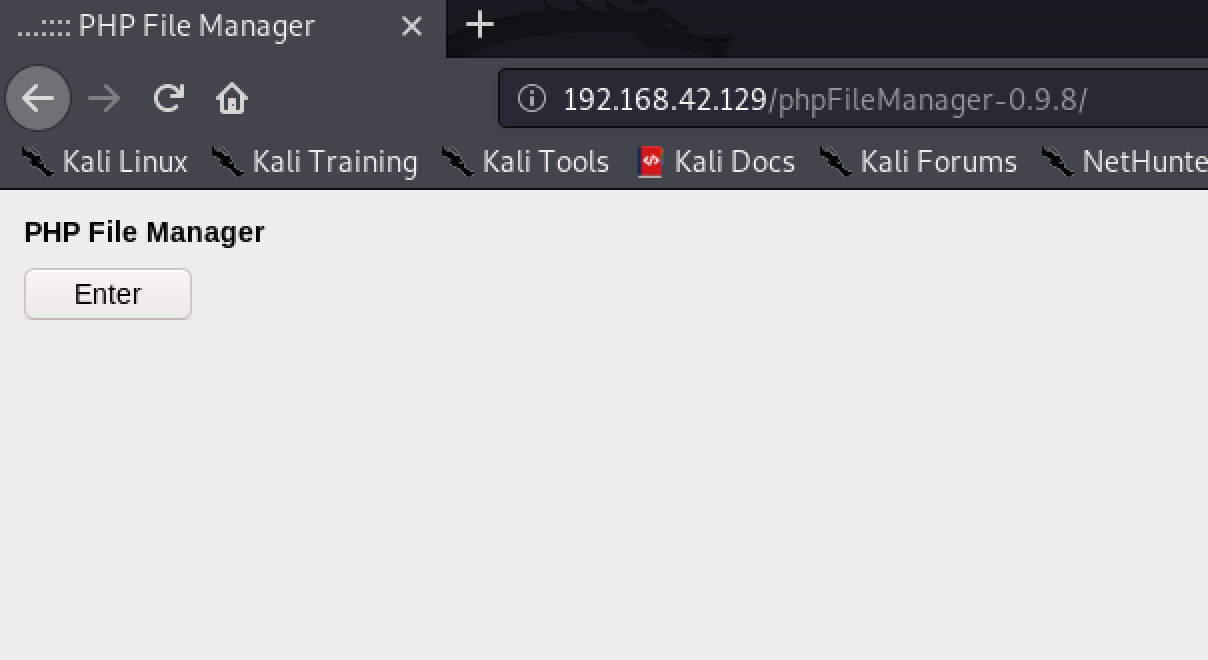 ...:::: PHP File Manager
192.168.42.129/phpFileManager-0.9.8/
Kali Linux Kali Training Kali Tools Kali Docs Kali Forums NetHunte
PHP File Manager
Enter